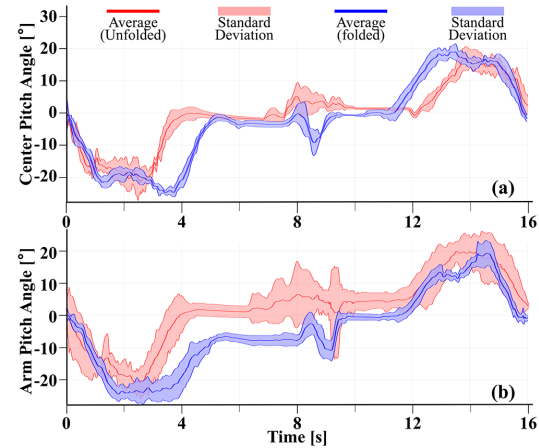 Average (Unfolded)
Standard Deviation
Average (folded)
Standard Deviation
Center Pitch Angle [°]
30
20
10
0
-10
-20
(a)
0
4
8
12
16
Arm Pitch Angle [°]
20
10
0
-10
-20
(b)
0
4
8
12
16
Time [s]